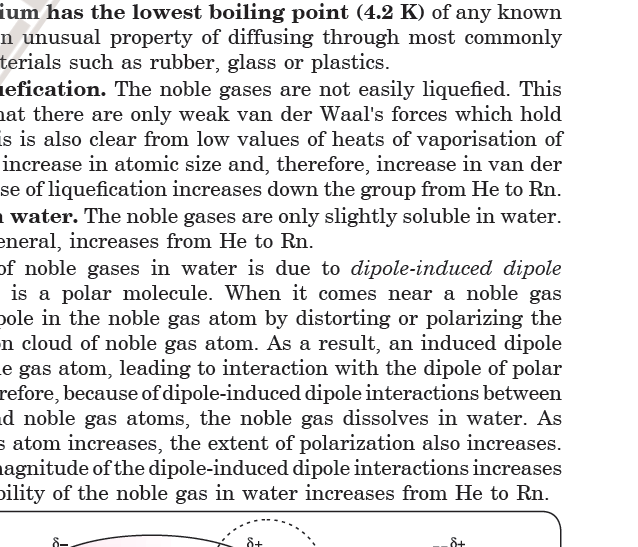 ium has the lowest boiling point (4.2 K) of any known
n unusual property of diffusing through most commonly
terials such as rubber, glass or plastics.
uefication. The noble gases are not easily liquefied. This
hat there are only weak van der Waal's forces which hold
is is also clear from low values of heats of vaporisation of
increase in atomic size and, therefore, increase in van der
se of liquefication increases down the group from He to Rn.
n water. The noble gases are only slightly soluble in water.
eneral, increases from He to Rn.
of noble gases in water is due to dipole-induced dipole
is a polar molecule. When it comes near a noble gas
pole in the noble gas atom by distorting or polarizing the
on cloud of noble gas atom. As a result, an induced dipole
le gas atom, leading to interaction with the dipole of polar
refore, because of dipole-induced dipole interactions between
nd noble gas atoms, the noble gas dissolves in water. As
s atom increases, the extent of polarization also increases.
nagnitude of the dipole-induced dipole interactions increases
bility of the noble gas in water increases from He to Rn.
δ– δ+ δ+